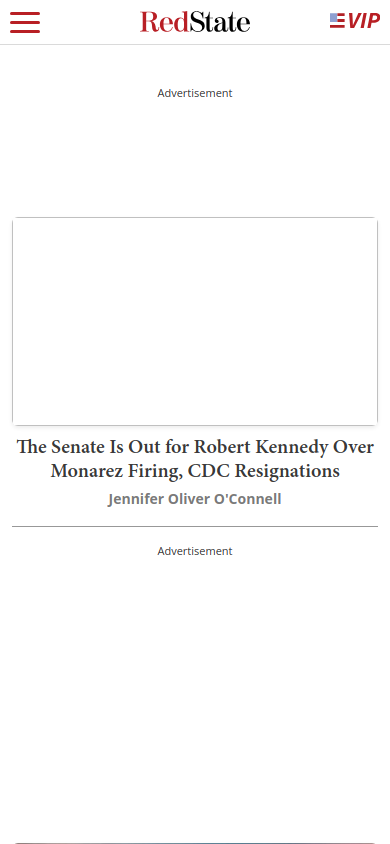 RedState
VIP
Advertisement
The Senate Is Out for Robert Kennedy Over
Monarez Firing, CDC Resignations
Jennifer Oliver O'Connell
Advertisement